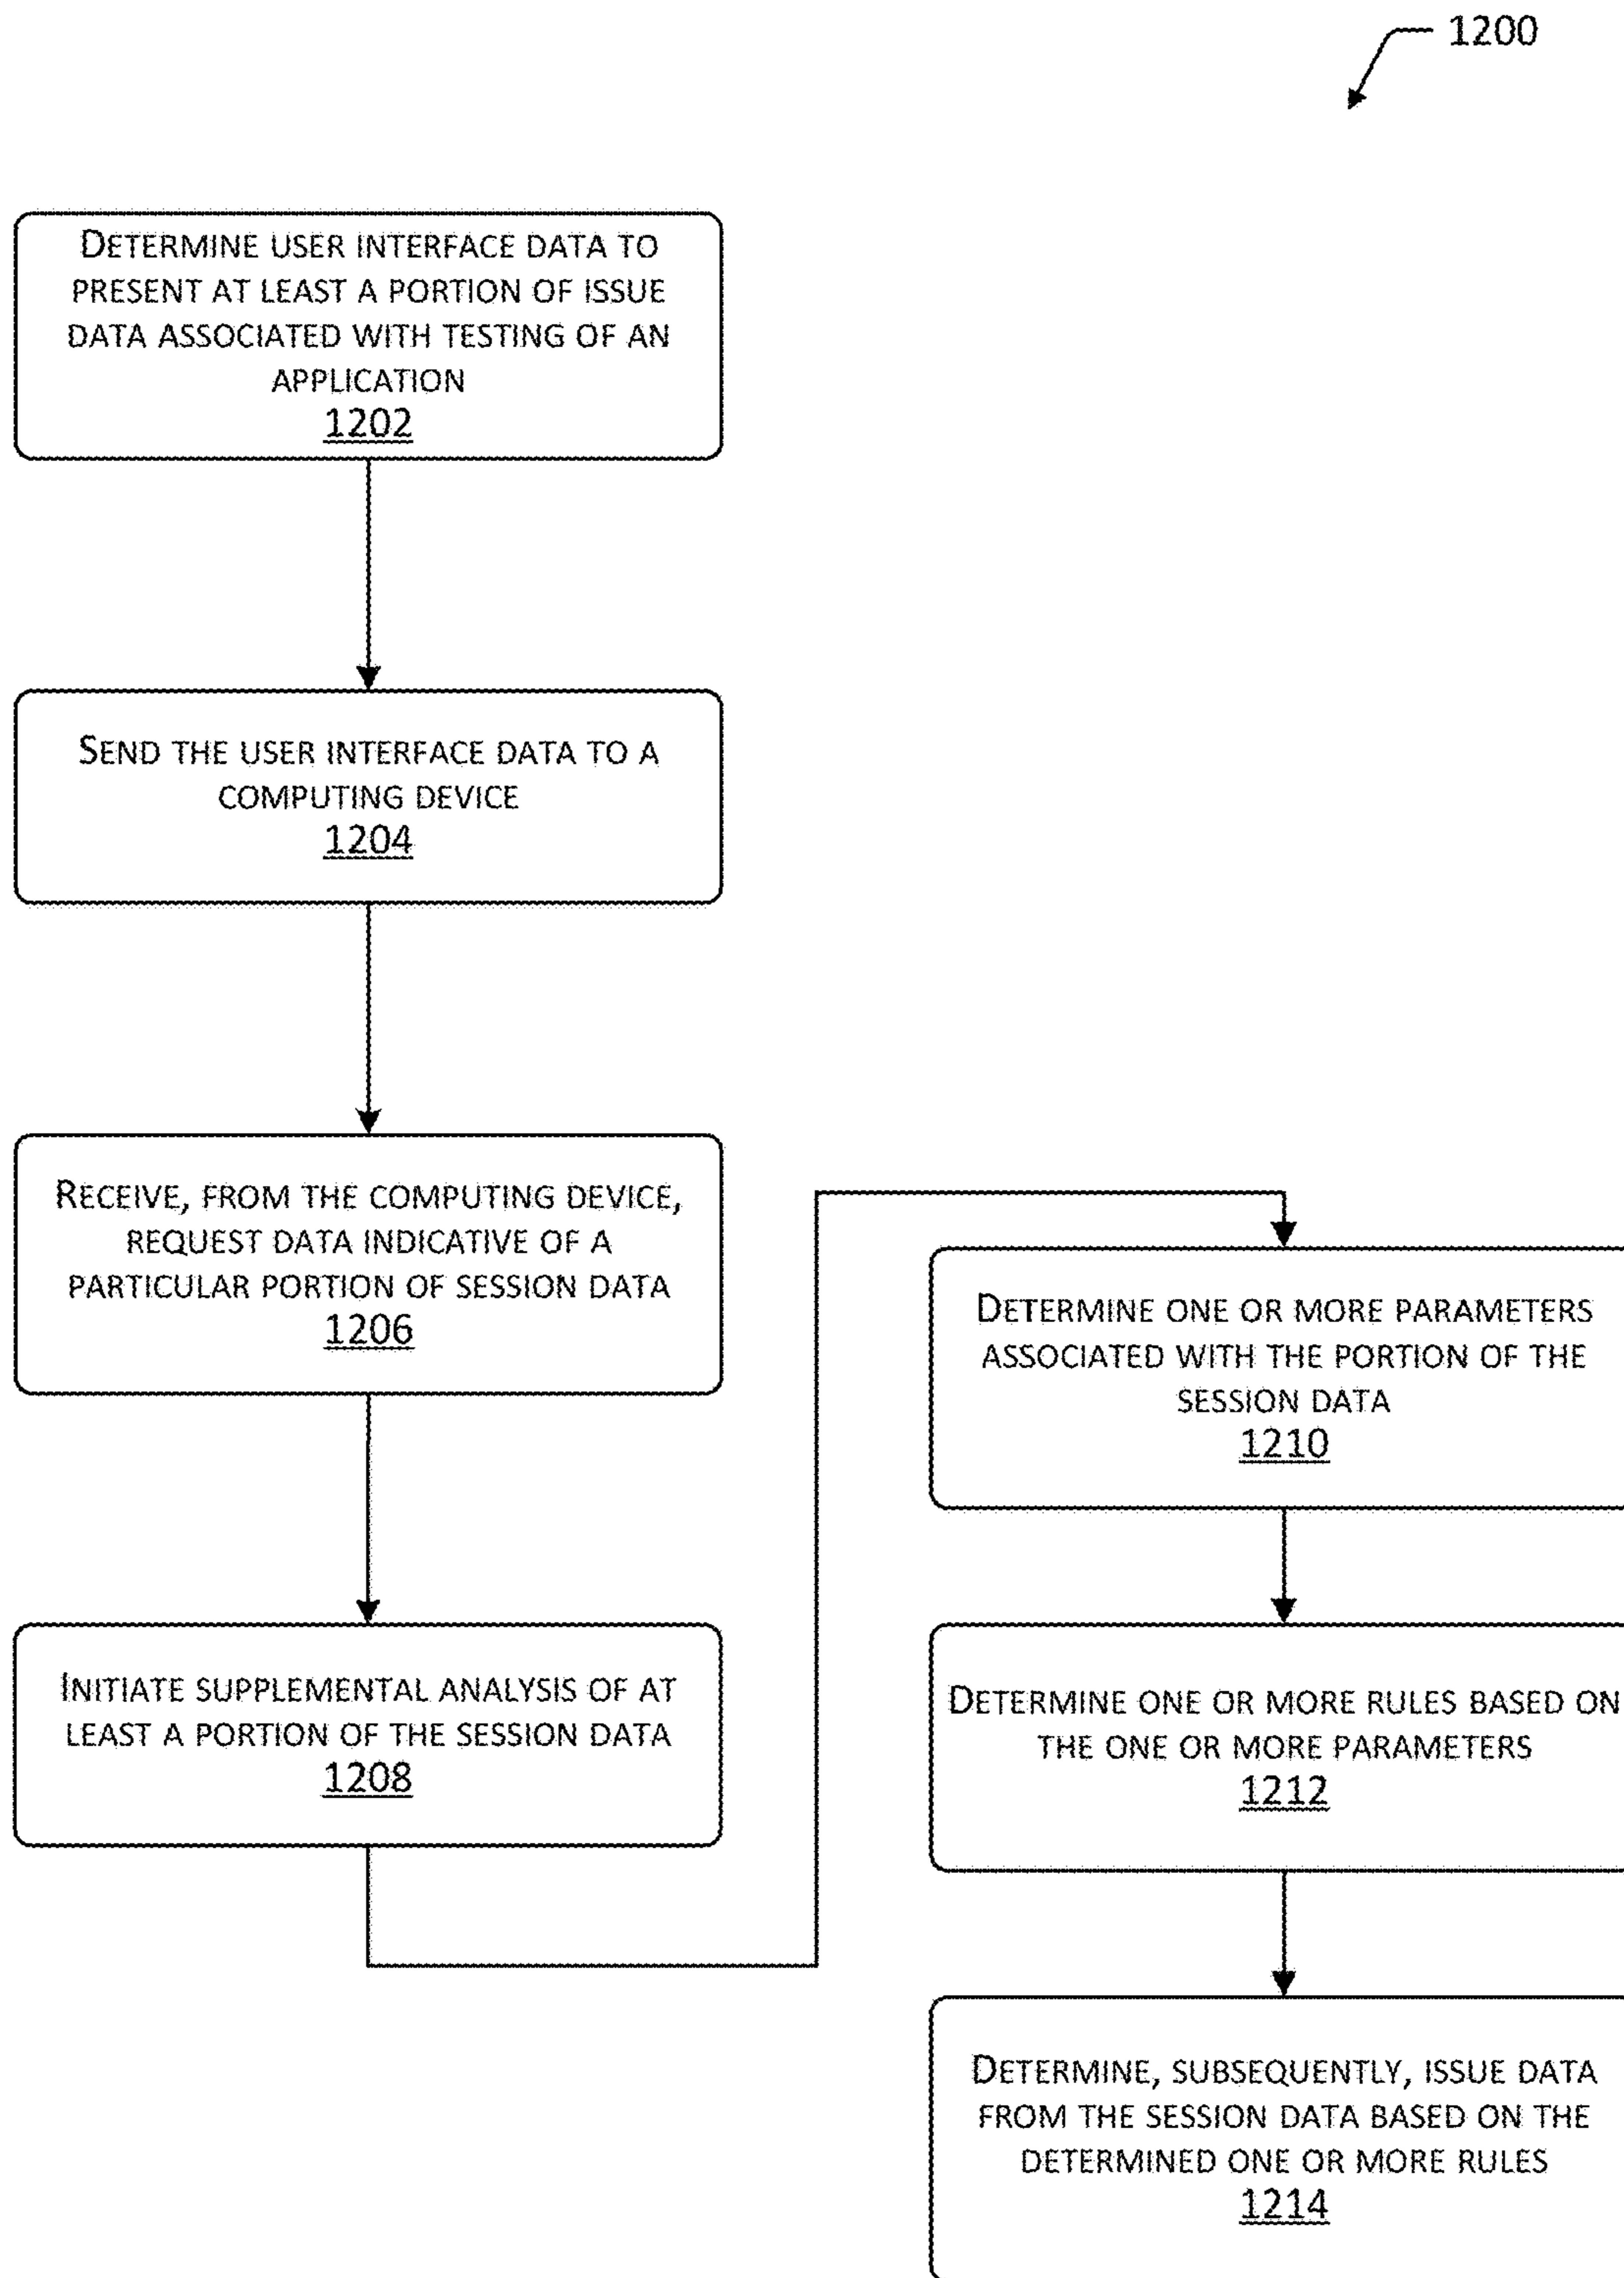 1200
DETERMINE USER INTERFACE DATA TO
PRESENT AT LEAST A PORTION OF ISSUE
DATA ASSOCIATED WITH TESTING OF AN
APPLICATION
1202
SEND THE USER INTERFACE DATA TO A
COMPUTING DEVICE
1204
RECEIVE, FROM THE COMPUTING DEVICE,
REQUEST DATA INDICATIVE OF A
PARTICULAR PORTION OF SESSION DATA
1206
INITIATE SUPPLEMENTAL ANALYSIS OF AT
LEAST A PORTION OF THE SESSION DATA
1208
DETERMINE ONE OR MORE PARAMETERS
ASSOCIATED WITH THE PORTION OF THE
SESSION DATA
1210
DETERMINE ONE OR MORE RULES BASED ON
THE ONE OR MORE PARAMETERS
1212
DETERMINE, SUBSEQUENTLY, ISSUE DATA
FROM THE SESSION DATA BASED ON THE
DETERMINED ONE OR MORE RULES
1214